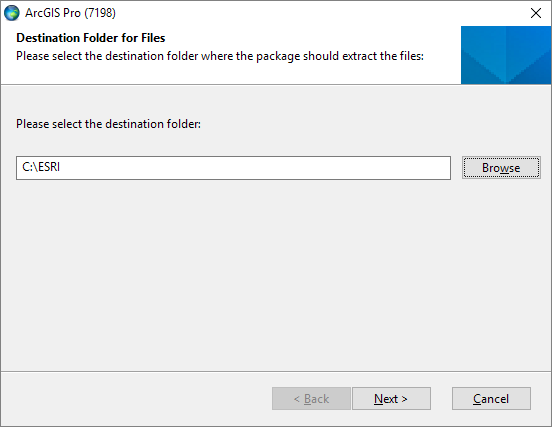 ArcGIS Pro (7198)
Destination Folder for Files
Please select the destination folder where the package should extract the files:
Please select the destination folder:
C:\ESRI
Browse
< Back
Next >
Cancel